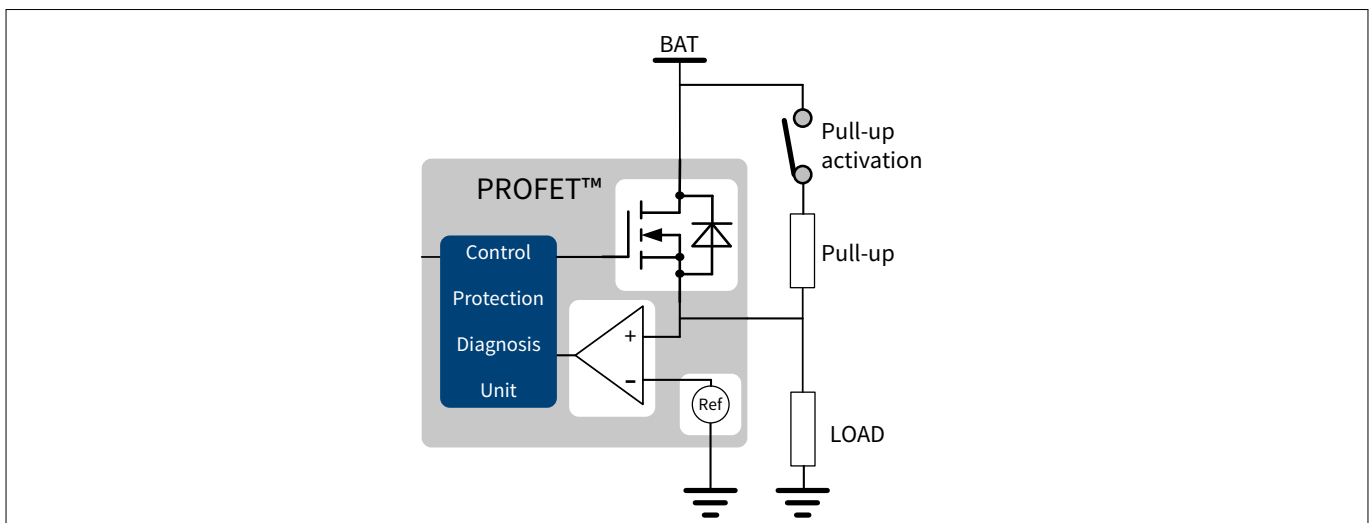 BAT
Pull-up
activation
PROFET™
Control
Protection
Diagnosis
Unit
Pull-up
+
-
Ref
LOAD